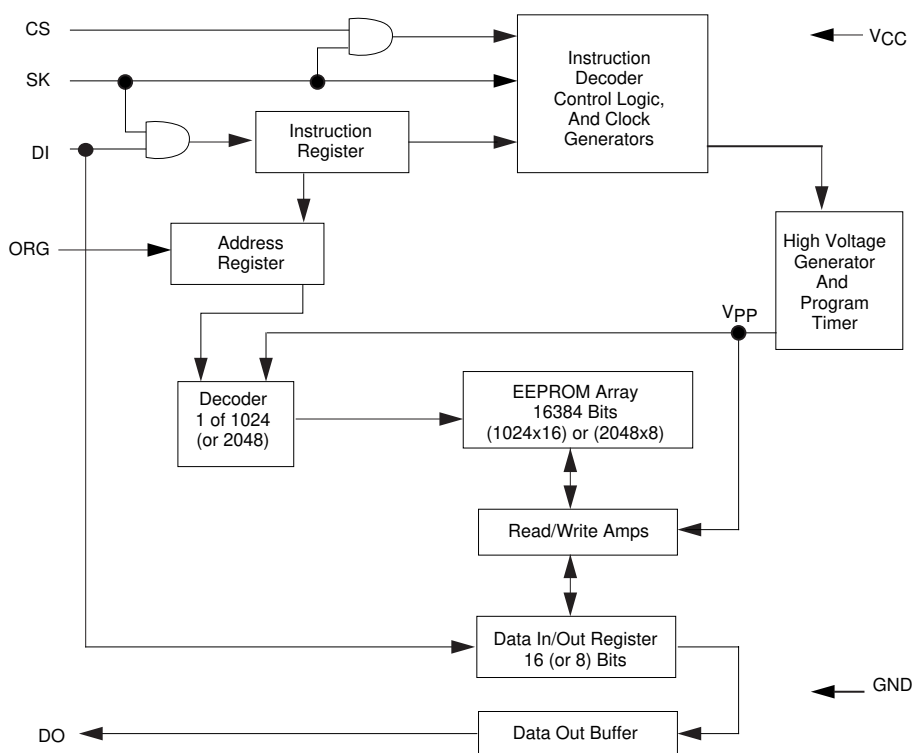 CS
SK
DI
ORG
DO
Instruction
Decoder
Control Logic,
And Clock
Generators
VCC
Instruction
Register
Address
Register
High Voltage
Generator
And
Program
Timer
VPP
Decoder
1 of 1024
(or 2048)
EEPROM Array
16384 Bits
(1024x16) or (2048x8)
Read/Write Amps
Data In/Out Register
16 (or 8) Bits
GND
Data Out Buffer